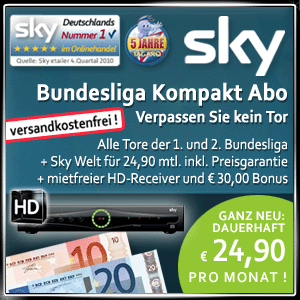 sky
Deutschlands
Nummer 1
im Onlinehandel
Quelle: Sky etailer 4.Quartal 2010
5 JAHRE
sky
Bundesliga Kompakt Abo
versandkostenfrei !
Verpassen Sie kein Tor
Alle Tore der 1. und 2. Bundesliga
+ Sky Welt für 24,90 mtl. inkl. Preisgarantie
+ mietfreier HD-Receiver und € 30,00 Bonus
HD
sky
10
20
GANZ NEU:
DAUERHAFT
€ 24,90
PRO MONAT !